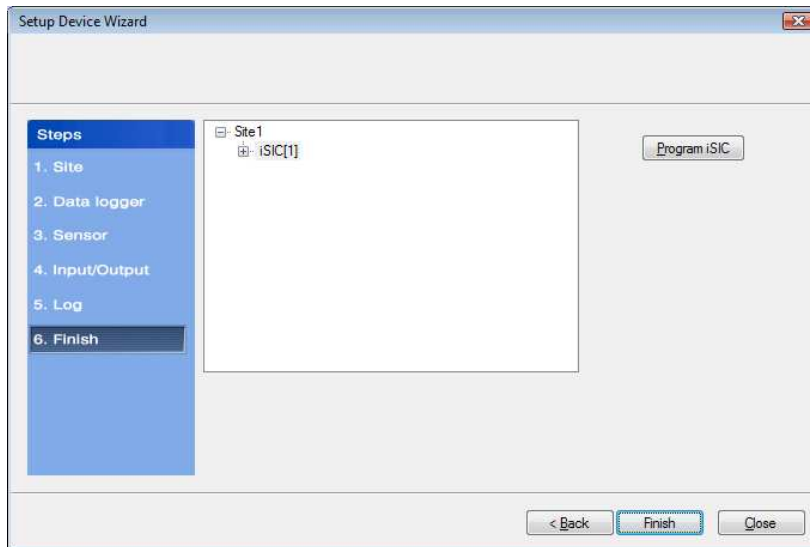 Setup Device Wizard
Steps
1. Site
2. Data logger
3. Sensor
4. Input/Output
5. Log
6. Finish
Site1
iSIC[1]
Program iSIC
< Back
Finish
Close